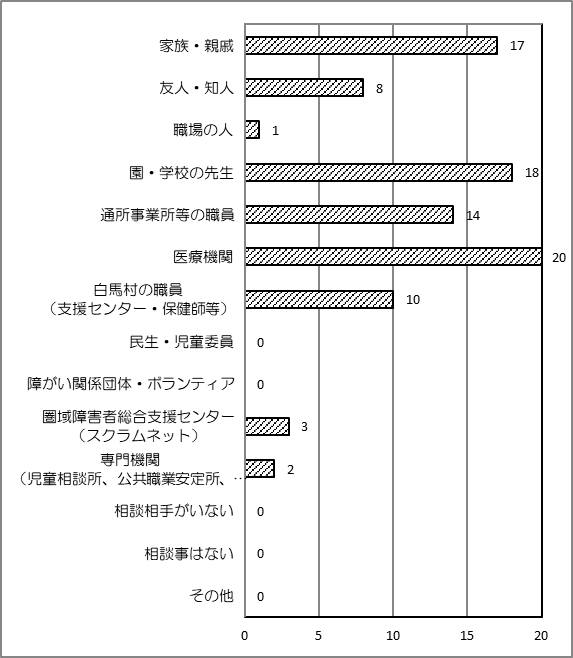 家族・親戚 17
友人・知人 8
職場の人 1
園・学校の先生 18
通所事業所等の職員 14
医療機関 20
白馬村の職員
（支援センター・保健師等） 10
民生・児童委員 0
障がい関係団体・ボランティア 0
圏域障害者総合支援センター
（スクラムネット） 3
専門機関
（児童相談所、公共職業安定所、… 2
相談相手がいない 0
相談事はない 0
その他 0
0 5 10 15 20